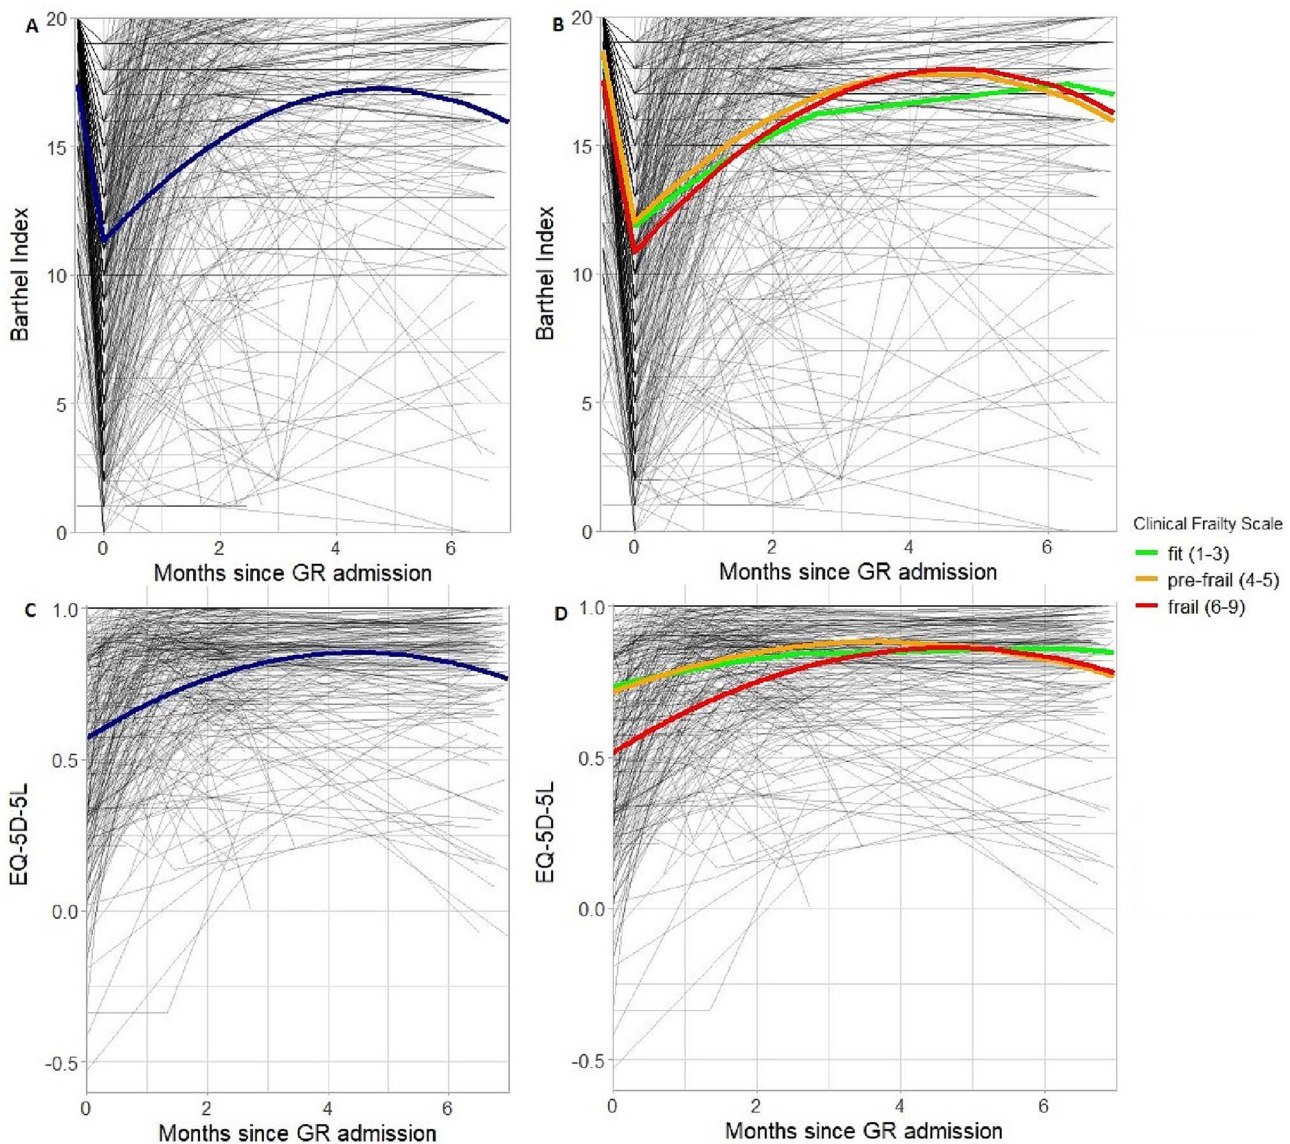 A
20
15
10
5
0
Barthel Index
0 2 4 6
Months since GR admission
B
20
15
10
5
0
Barthel Index
0 2 4 6
Months since GR admission
Clinical Frailty Scale
fit (1-3)
pre-frail (4-5)
frail (6-9)
C
1.0
0.5
0.0
-0.5
EQ-5D-5L
0 2 4 6
Months since GR admission
D
1.0
0.5
0.0
-0.5
EQ-5D-5L
0 2 4 6
Months since GR admission